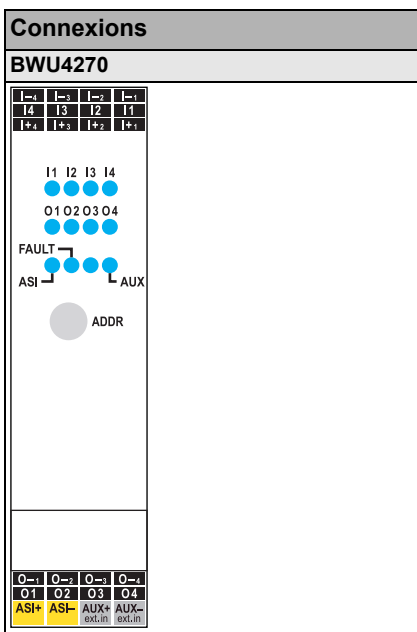 Connexions
BWU4270
I–4 I–3 I–2 I–1
I4 I3 I2 I1
I+4 I+3 I+2 I+1
I1 I2 I3 I4
O1 O2 O3 O4
FAULT
ASI AUX
ADDR
O–1 O–2 O–3 O–4
O1 O2 O3 O4
ASI+ ASI– AUX+ AUX–
ext.in ext.in